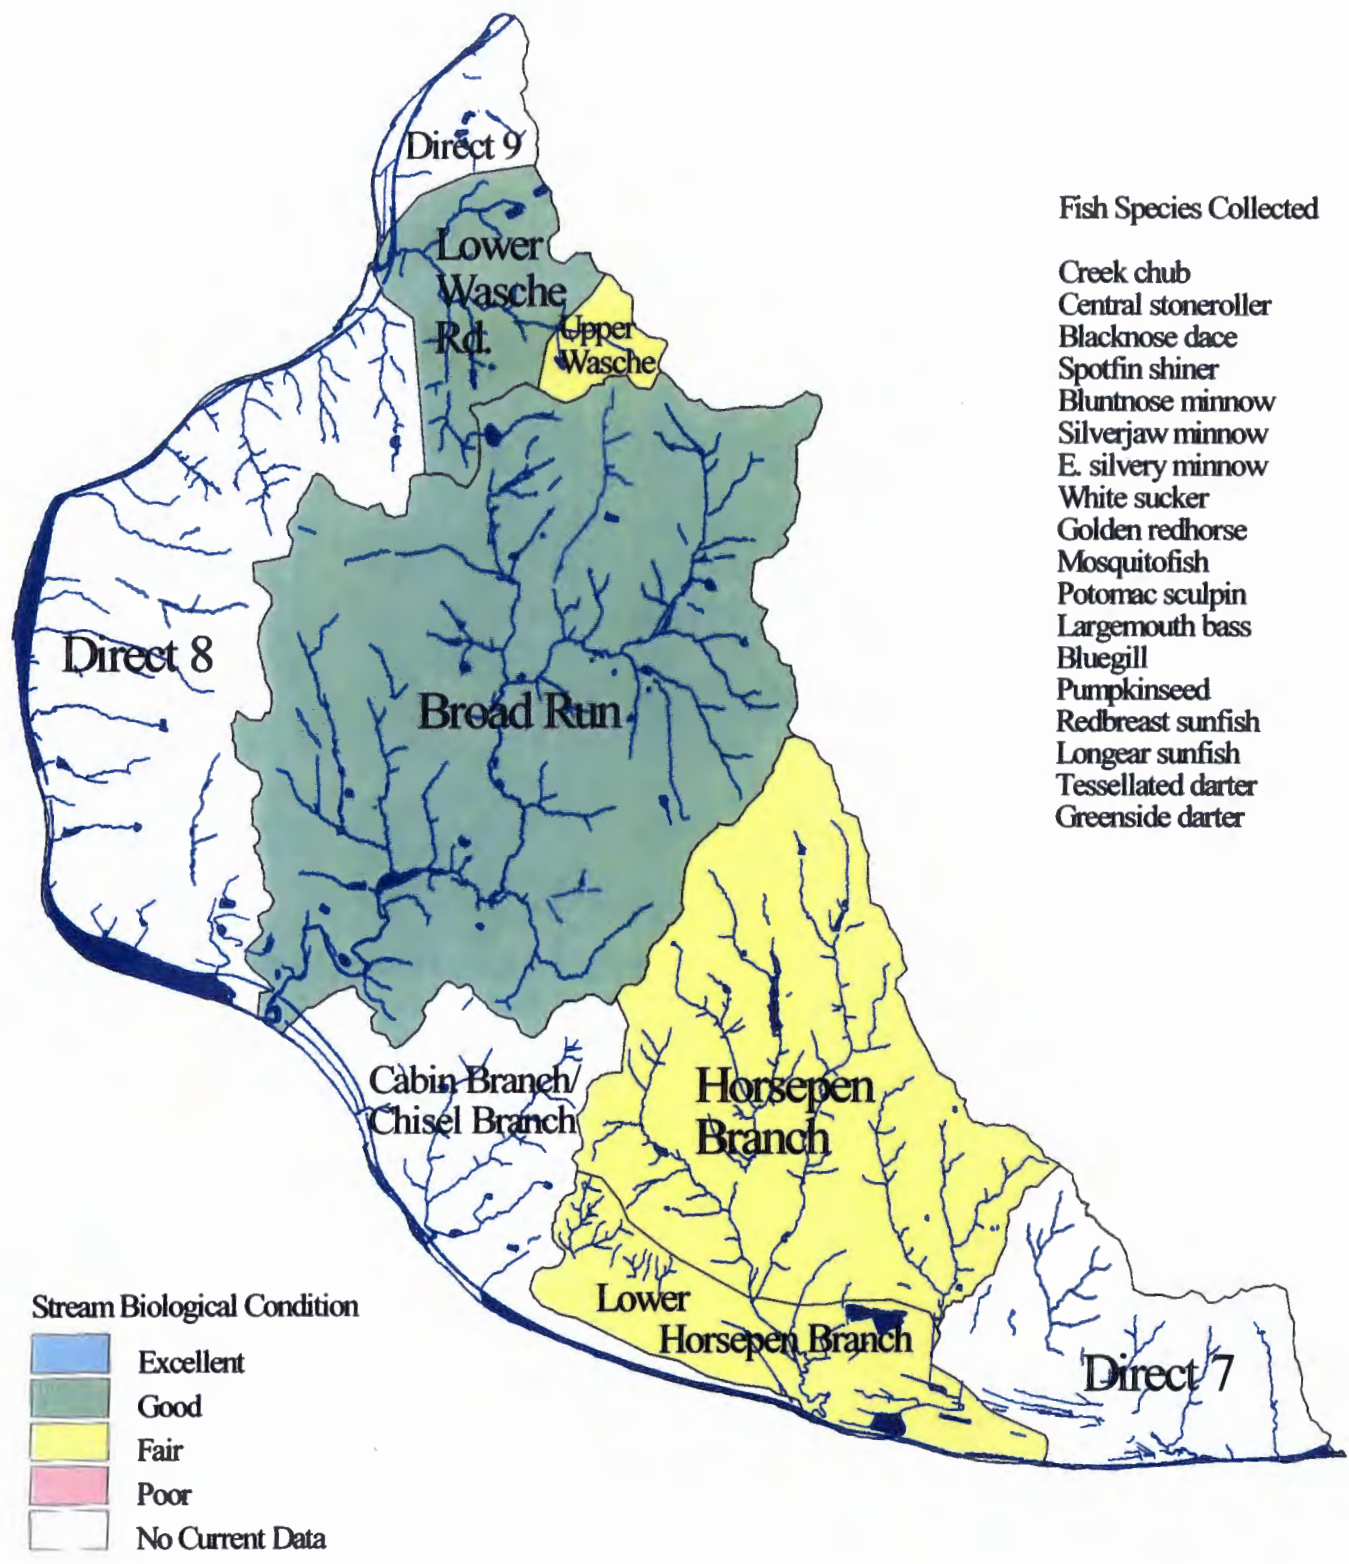 Direct 9
Lower
Wasche
Rd.
Upper
Wasche
Direct 8
Broad Run
Cabin Branch/
Chisel Branch
Horsepen
Branch
Lower
Horsepen Branch
Direct 7
Fish Species Collected
Creek chub
Central stoneroller
Blacknose dace
Spotfin shiner
Bluntnose minnow
Silverjaw minnow
E. silvery minnow
White sucker
Golden redhorse
Mosquitofish
Potomac sculpin
Largemouth bass
Bluegill
Pumpkinseed
Redbreast sunfish
Longear sunfish
Tessellated darter
Greenside darter
Stream Biological Condition
Excellent
Good
Fair
Poor
No Current Data